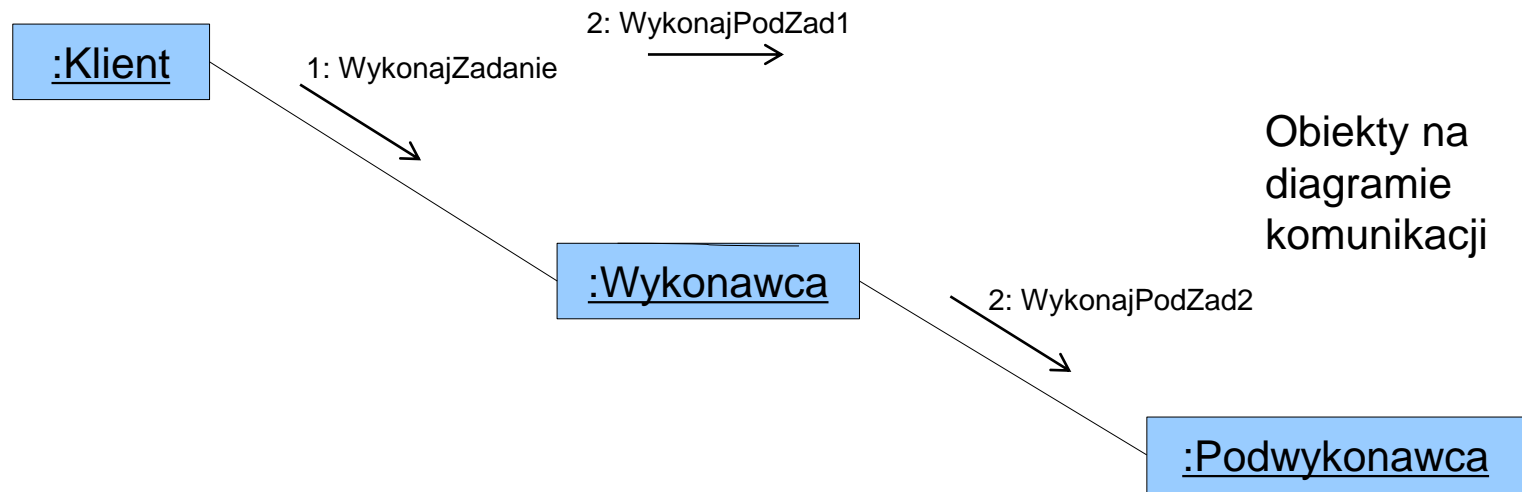 2: WykonajPodZad1
:Klient
1: WykonajZadanie
Obiekty na
diagramie
komunikacji
:Wykonawca
2: WykonajPodZad2
:Podwykonawca